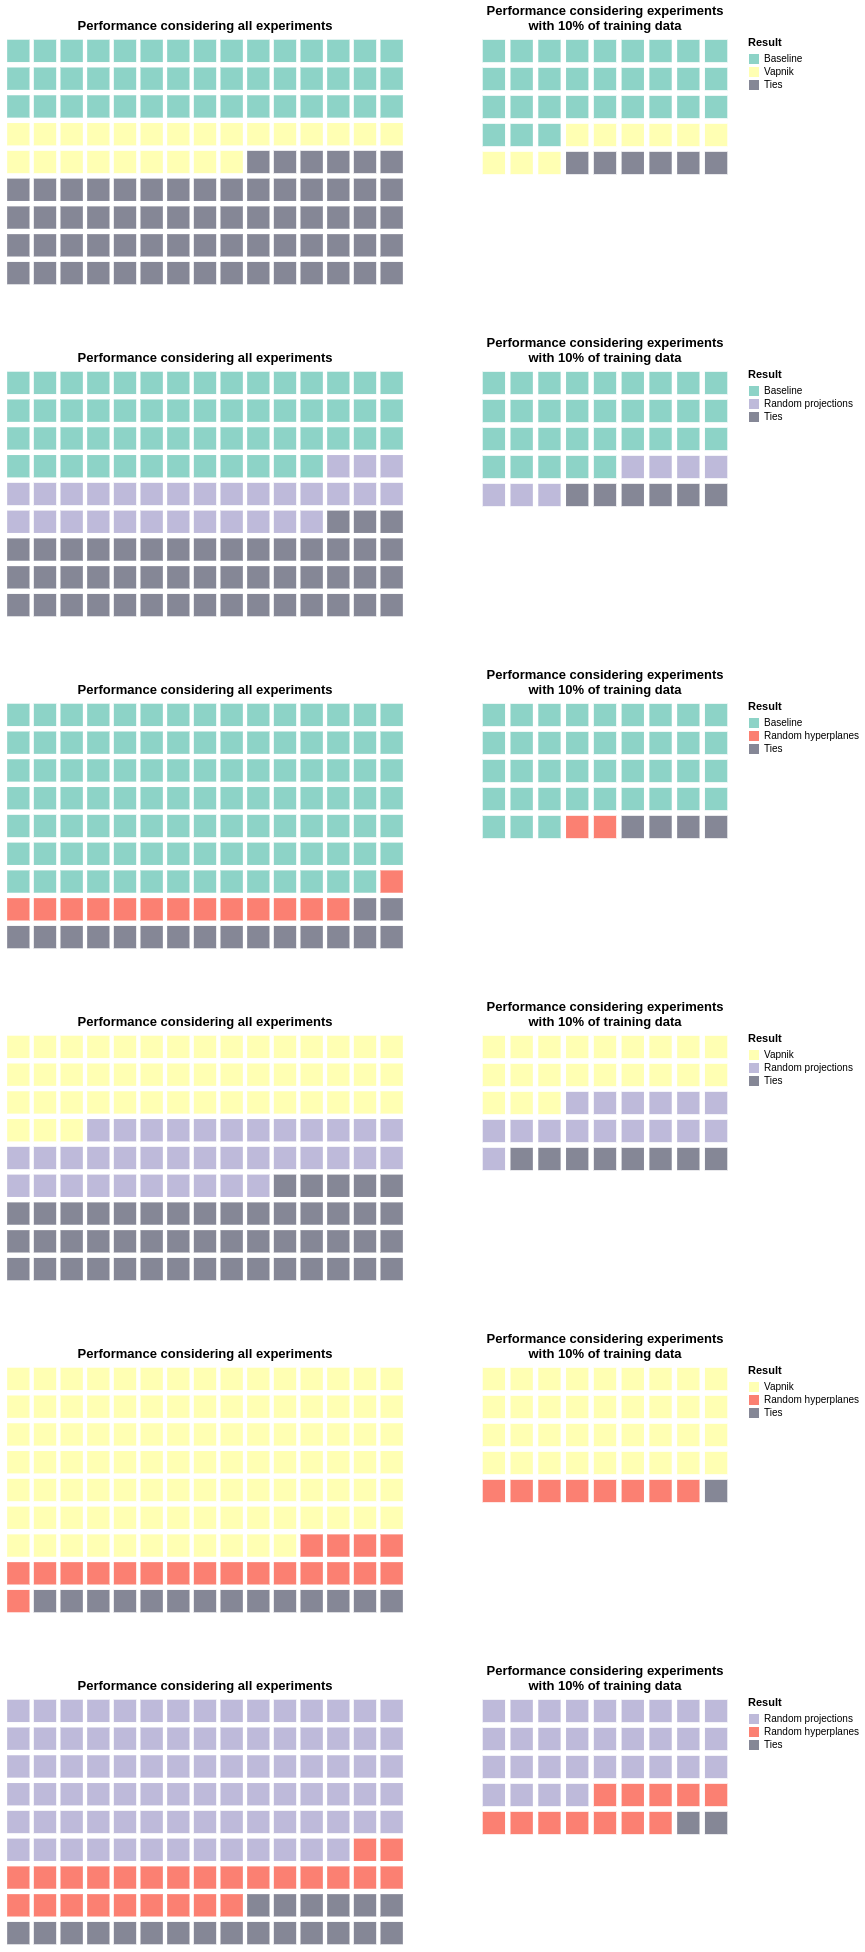 Performance considering all experiments
Performance considering experiments
with 10% of training data
Result
Baseline
Vapnik
Ties
Performance considering all experiments
Performance considering experiments
with 10% of training data
Result
Baseline
Random projections
Ties
Performance considering all experiments
Performance considering experiments
with 10% of training data
Result
Baseline
Random hyperplanes
Ties
Performance considering all experiments
Performance considering experiments
with 10% of training data
Result
Vapnik
Random projections
Ties
Performance considering all experiments
Performance considering experiments
with 10% of training data
Result
Vapnik
Random hyperplanes
Ties
Performance considering all experiments
Performance considering experiments
with 10% of training data
Result
Random projections
Random hyperplanes
Ties